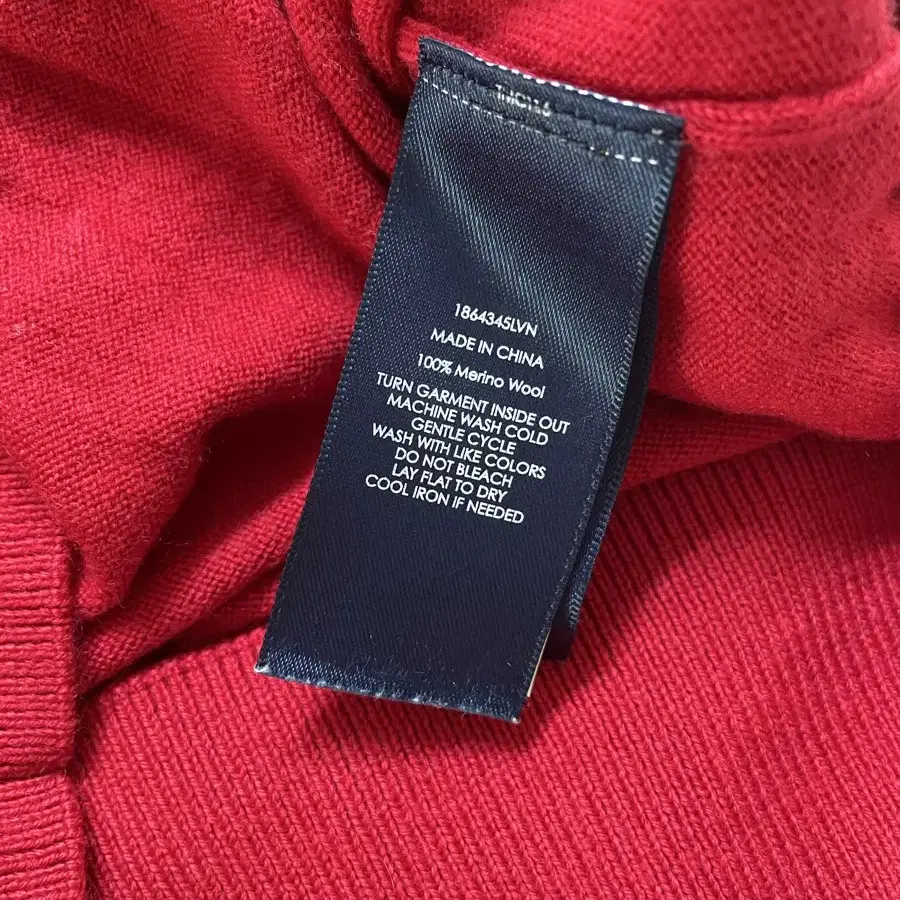 1864345LVN
MADE IN CHINA
100% Merino Wool
TURN GARMENT INSIDE OUT
MACHINE WASH COLD
GENTLE CYCLE
WASH WITH LIKE COLORS
DO NOT BLEACH
LAY FLAT TO DRY
COOL IRON IF NEEDED